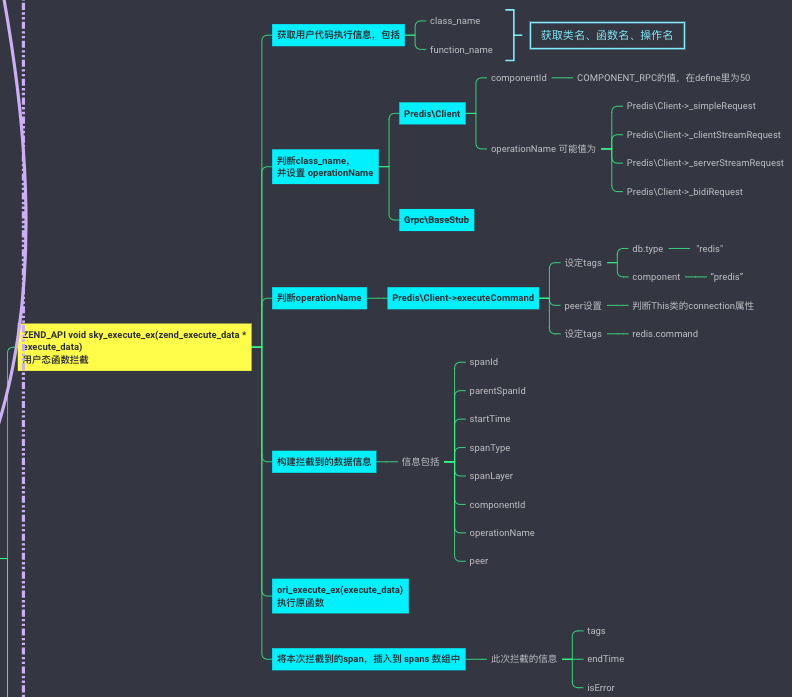 获取用户代码执行信息，包括
class_name
function_name
获取类名、函数名、操作名
判断class_name，
并设置 operationName
Predis\Client
componentId
COMPONENT_RPC的值，在define里为50
operationName 可能值为
Predis\Client->_simpleRequest
Predis\Client->_clientStreamRequest
Predis\Client->_serverStreamRequest
Predis\Client->_bidiRequest
Grpc\BaseStub
判断operationName
Predis\Client->executeCommand
设定tags
db.type
"redis"
component
"predis"
peer设置
判断This类的connection属性
设定tags
redis.command
ZEND_API void sky_execute_ex(zend_execute_data *
execute_data)
用户态函数拦截
构建拦截到的数据信息
信息包括
spanId
parentSpanId
startTime
spanType
spanLayer
componentId
operationName
peer
ori_execute_ex(execute_data)
执行原函数
将本次拦截到的span，插入到 spans 数组中
此次拦截的信息
tags
endTime
isError